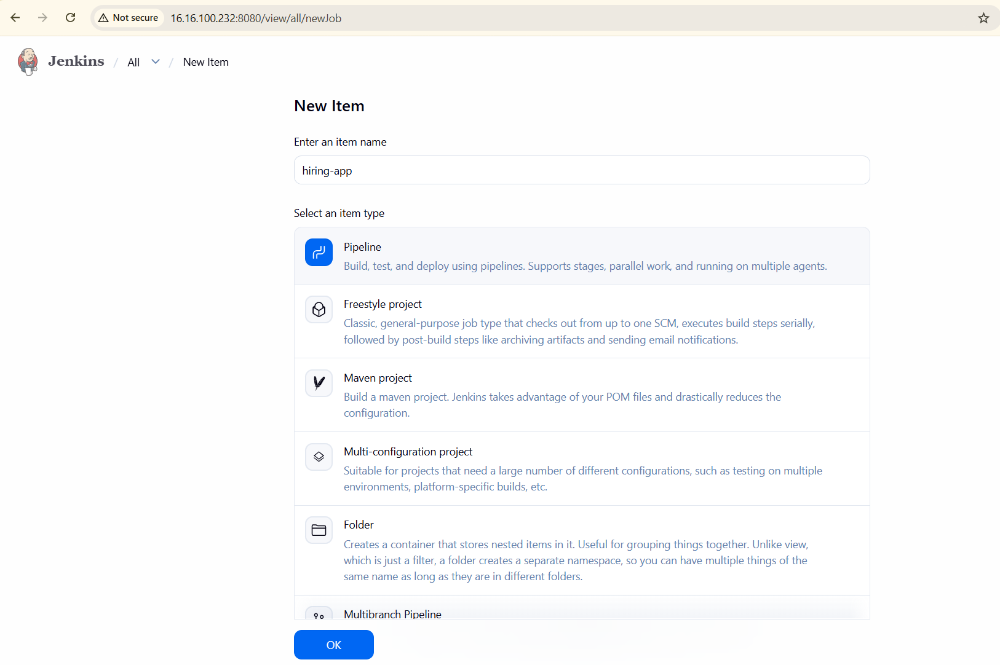 Not secure 16.16.100.232:8080/view/all/newJob
Jenkins / All / New Item
New Item
Enter an item name
hiring-app
Select an item type
Pipeline
Build, test, and deploy using pipelines. Supports stages, parallel work, and running on multiple agents.
Freestyle project
Classic, general-purpose job type that checks out from up to one SCM, executes build steps serially,
followed by post-build steps like archiving artifacts and sending email notifications.
Maven project
Build a maven project. Jenkins takes advantage of your POM files and drastically reduces the
configuration.
Multi-configuration project
Suitable for projects that need a large number of different configurations, such as testing on multiple
environments, platform-specific builds, etc.
Folder
Creates a container that stores nested items in it. Useful for grouping things together. Unlike view,
which is just a filter, a folder creates a separate namespace, so you can have multiple things of the
same name as long as they are in different folders.
Multibranch Pipeline
OK